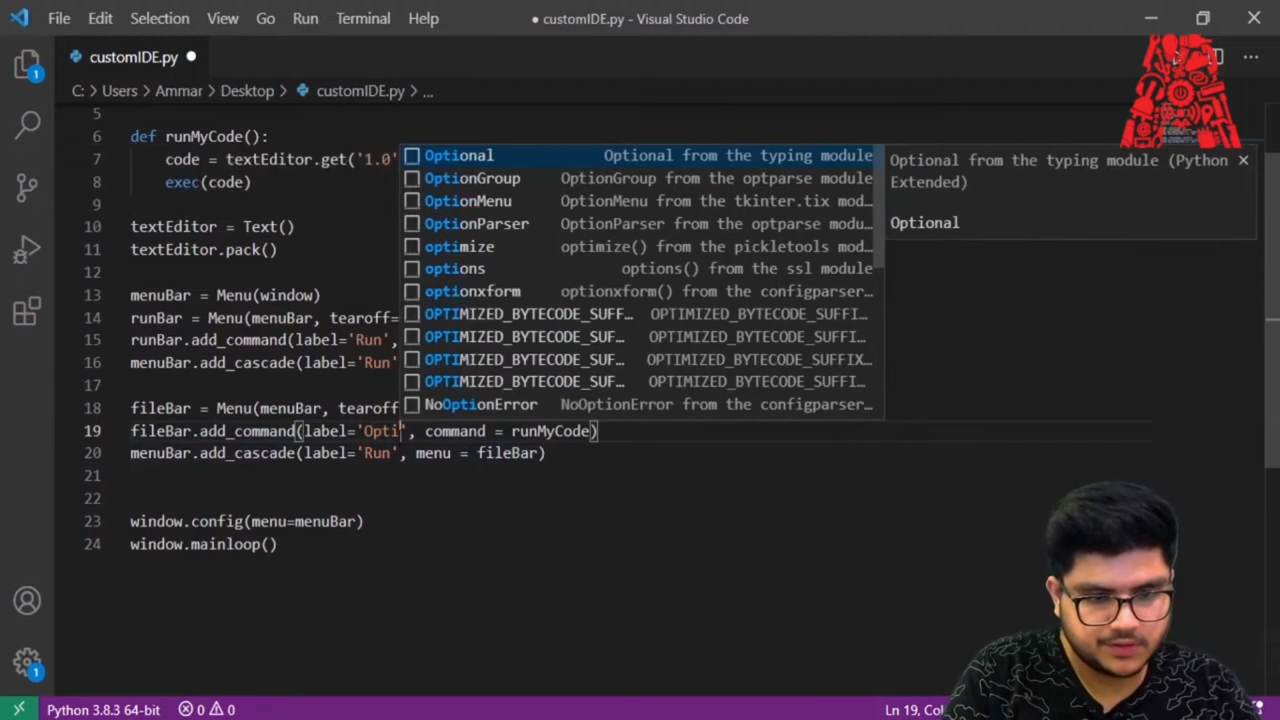 File Edit Selection View Go Run Terminal Help ● customIDE.py - Visual Studio Code
customIDE.py
C: > Users > Ammar > Desktop > customIDE.py > ...
5
6 def runMyCode():
7 code = textEditor.get('1.0'
8 exec(code)
9
10 textEditor = Text()
11 textEditor.pack()
12
13 menuBar = Menu(window)
14 runBar = Menu(menuBar, tearoff=
15 runBar.add_command(label='Run',
16 menuBar.add_cascade(label='Run'
17
18 fileBar = Menu(menuBar, tearoff
19 fileBar.add_command(label='Opti', command = runMyCode)
20 menuBar.add_cascade(label='Run', menu = fileBar)
21
22
23 window.config(menu=menuBar)
24 window.mainloop()
Optional Optional from the typing module
OptionGroup OptionGroup from the optparse module
OptionMenu OptionMenu from the tkinter.tix mod…
OptionParser OptionParser from the optparse modu…
optimize optimize() from the pickletools mod…
options options() from the ssl module
optionxform optionxform() from the configparser…
OPTIMIZED_BYTECODE_SUFF… OPTIMIZED_BYTECODE_SUFFI…
OPTIMIZED_BYTECODE_SUF… OPTIMIZED_BYTECODE_SUFFI…
OPTIMIZED_BYTECODE_SUF… OPTIMIZED_BYTECODE_SUFFIX…
OPTIMIZED_BYTECODE_SUF… OPTIMIZED_BYTECODE_SUFFI…
NoOptionError NoOptionError from the configparser…
Optional from the typing module (Python
Extended)
Optional
1
1
Python 3.8.3 64-bit 0 0 Ln 19, Co